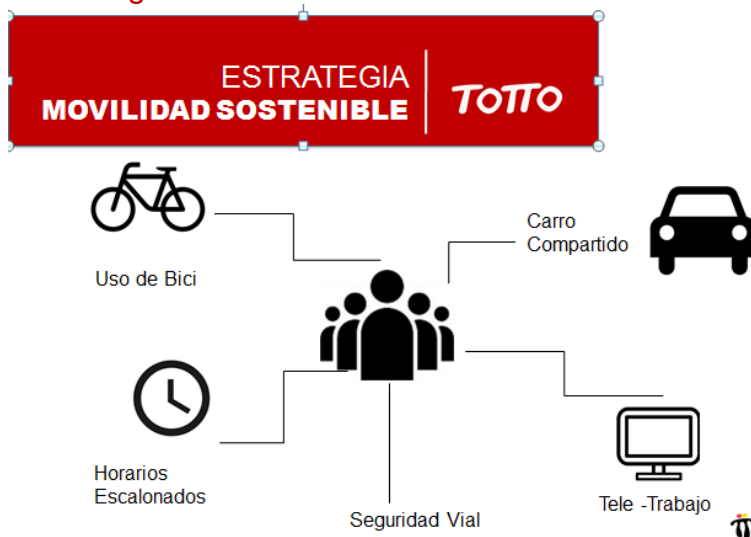 ESTRATEGIA
MOVILIDAD SOSTENIBLE
TOTTO
Carro
Compartido
Uso de Bici
Horarios
Escalonados
Tele -Trabajo
Seguridad Vial